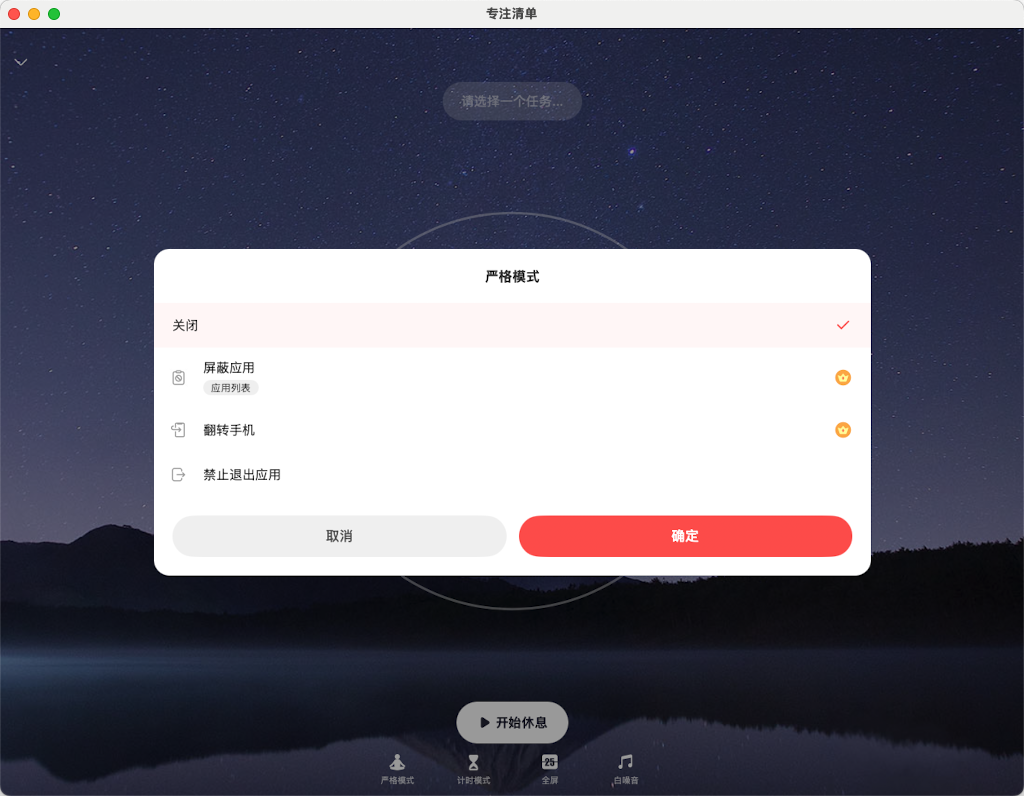 专注清单
请选择一个任务...
严格模式
关闭
屏蔽应用
应用列表
翻转手机
禁止退出应用
取消
确定
开始休息
25
严格模式
计时模式
全屏
白噪音